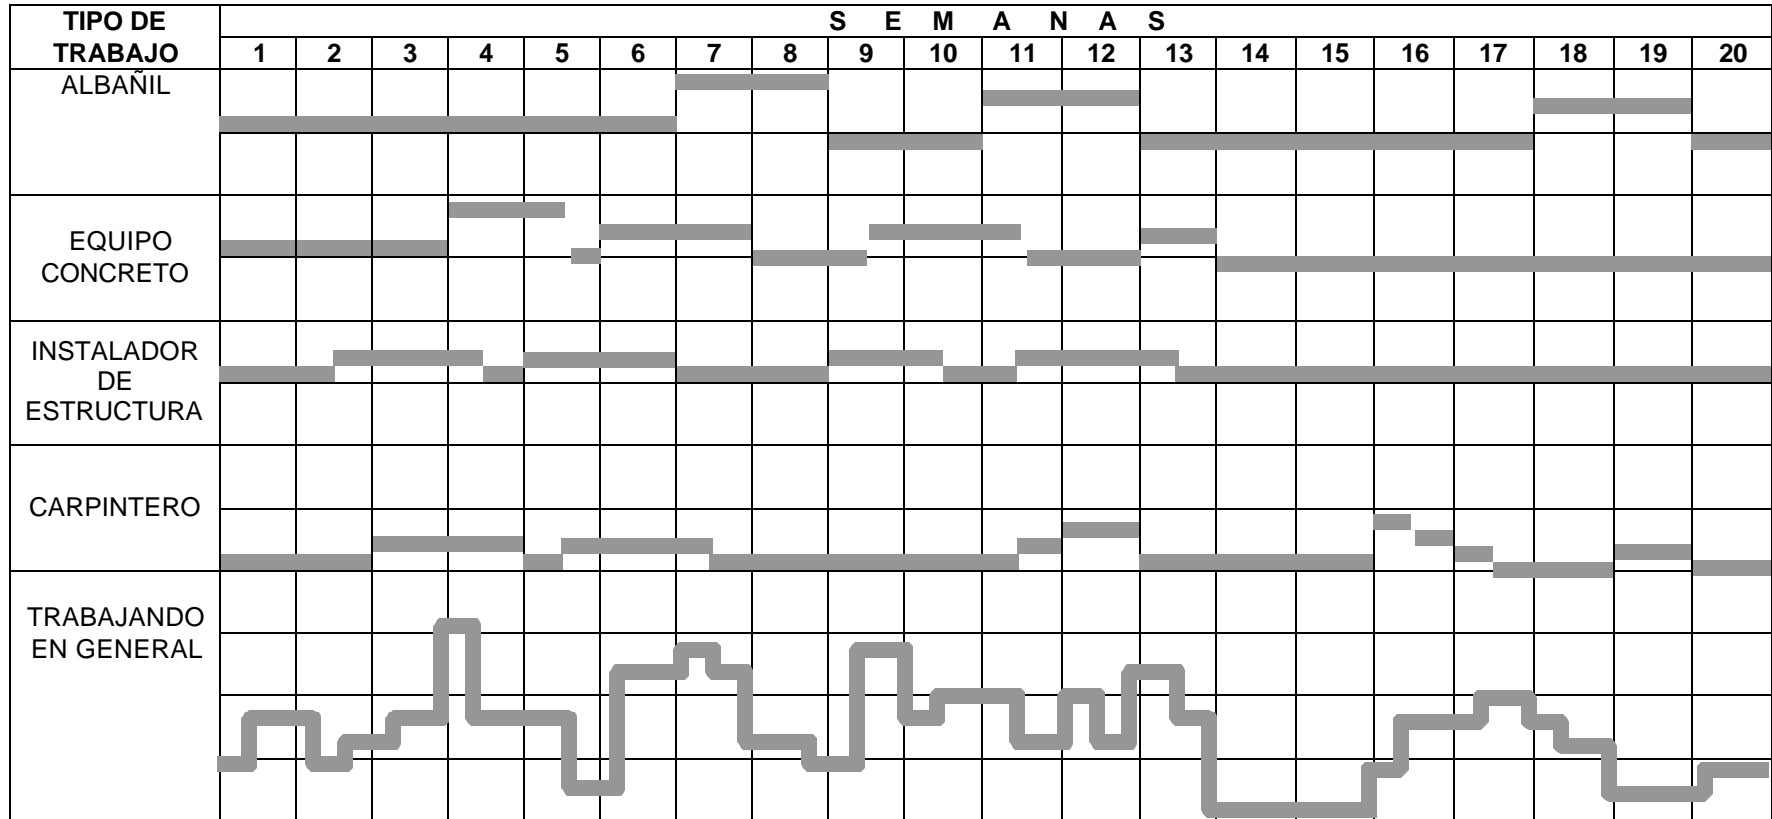 TIPO DE
TRABAJO
S E M A N A S
1 2 3 4 5 6 7 8 9 10 11 12 13 14 15 16 17 18 19 20
ALBAÑIL
EQUIPO
CONCRETO
INSTALADOR
DE
ESTRUCTURA
CARPINTERO
TRABAJANDO
EN GENERAL